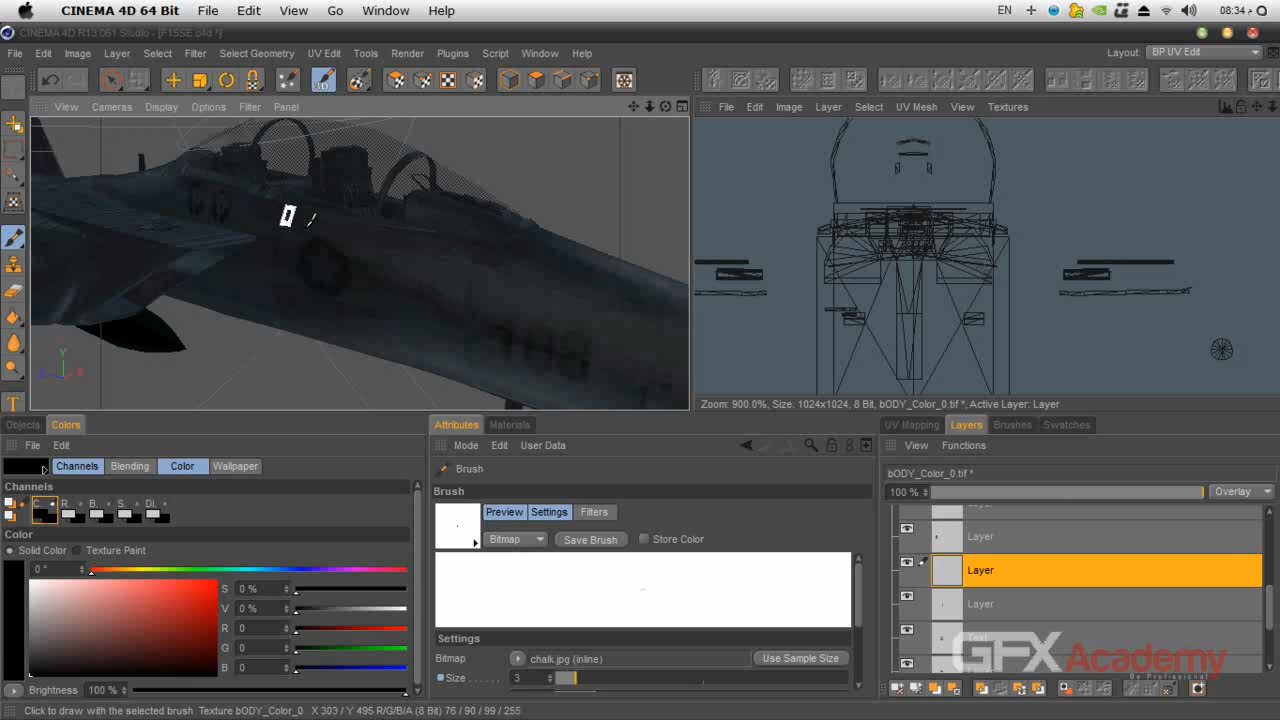 CINEMA 4D 64 Bit File Edit View Go Window Help EN 08:34 م
CINEMA 4D R13.061 Studio - [F15SE.c4d *]
File Edit Image Layer Select Filter Select Geometry UV Edit Tools Render Plugins Script Window Help Layout: BP UV Edit
View Cameras Display Options Filter Panel
File Edit Image Layer Select UV Mesh View Textures
Zoom: 900.0%, Size: 1024x1024, 8 Bit, bODY_Color_0.tif *, Active Layer: Layer
Objects Colors
File Edit
Channels Blending Color Wallpaper
Channels
C. R. B. S. Di.
Color
Solid Color Texture Paint
0 °
S 0 %
V 0 %
R 0
G 0
B 0
Brightness 100 %
Attributes Materials
Mode Edit User Data
Brush
Brush
Preview Settings Filters
Bitmap Save Brush Store Color
Settings
Bitmap chalk.jpg (inline) Use Sample Size
Size 3
UV Mapping Layers Brushes Swatches
View Functions
bODY_Color_0.tif *
100 % Overlay
Layer
Layer
Layer
Text
GFX Academy
Be Profissional
Click to draw with the selected brush Texture bODY_Color_0 X 303 / Y 495 R/G/B/A (8 Bit) 76 / 90 / 99 / 255